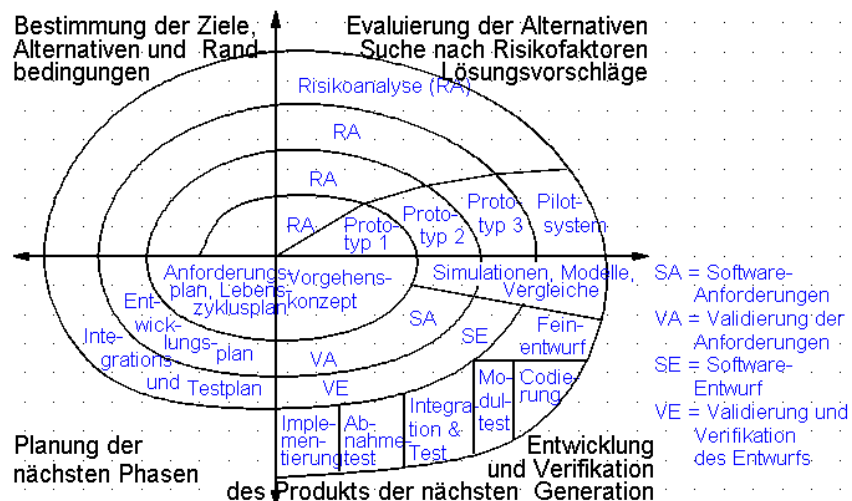 Bestimmung der Ziele,
Alternativen und Rand
bedingungen
Evaluierung der Alternativen
Suche nach Risikofaktoren
Lösungsvorschläge
Risikoanalyse (RA)
RA
RA
RA
Proto-
typ 1
Proto-
typ 2
Proto-
typ 3
Pilot-
system
Anforderungs-
plan, Lebens-
zyklusplan
Vorgehens-
konzept
Simulationen, Modelle,
Vergleiche
Ent-
wick-
lungs-
plan
SA
SE
Fein-
entwurf
Inte-
grations-
und
Testplan
VA
VE
Imple-
men-
tierung
Ab-
nahme-
test
Integra-
tion &
Test
Mo-
dul-
test
Codie-
rung
SA = Software-
Anforderungen
VA = Validierung der
Anforderungen
SE = Software-
Entwurf
VE = Validierung und
Verifikation
des Entwurfs
Planung der
nächsten Phasen
Entwicklung
und Verifikation
des Produkts der nächsten Generation